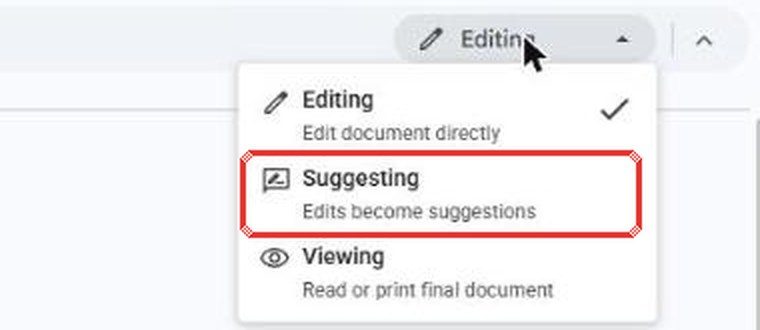 Editing
Editing
Edit document directly
Suggesting
Edits become suggestions
Viewing
Read or print final document